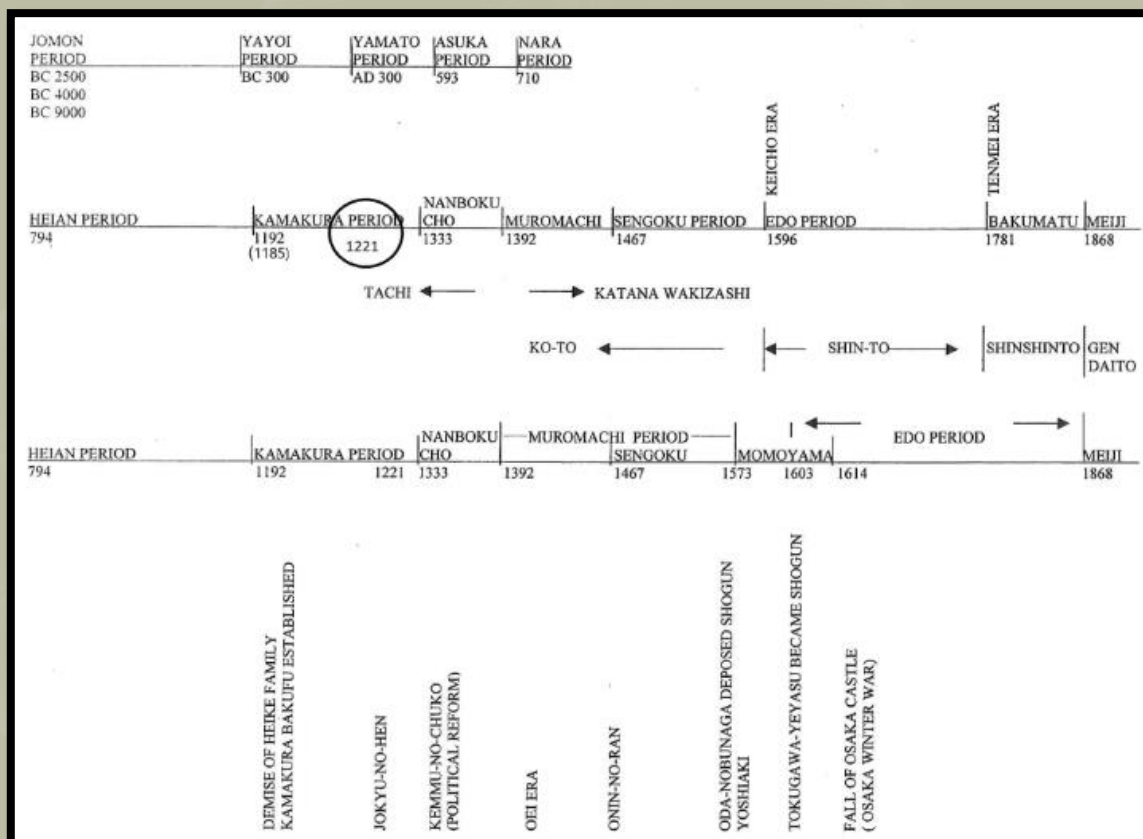 JOMON PERIOD
BC 2500
BC 4000
BC 9000
YAYOI PERIOD
BC 300
YAMATO PERIOD
AD 300
ASUKA PERIOD
593
NARA PERIOD
710
KEICHO ERA
TENMEI ERA
HEIAN PERIOD
794
KAMAKURA PERIOD
1192
(1185)
1221
NANBOKU
CHO
1333
MUROMACHI
1392
SENGOKU PERIOD
1467
EDO PERIOD
1596
BAKUMATU
1781
MEIJI
1868
TACHI
KATANA WAKIZASHI
KO-TO
SHIN-TO
SHINSHINTO
GEN
DAITO
HEIAN PERIOD
794
KAMAKURA PERIOD
1192
1221
NANBOKU
CHO
1333
MUROMACHI PERIOD
1392
SENGOKU
1467
MOMOYAMA
1573
1603
1614
EDO PERIOD
MEIJI
1868
DEMISE OF HEIKE FAMILY
KAMAKURA BAKUFU ESTABLISHED
JOKYU-NO-HEN
KEMMU-NO-CHUKO
(POLITICAL REFORM)
OEI ERA
ONIN-NO-RAN
ODA-NOBUNAGA DEPOSED SHOGUN
YOSHIAKI
TOKUGAWA-YEYASU BECAME SHOGUN
FALL OF OSAKA CASTLE
( OSAKA WINTER WAR)